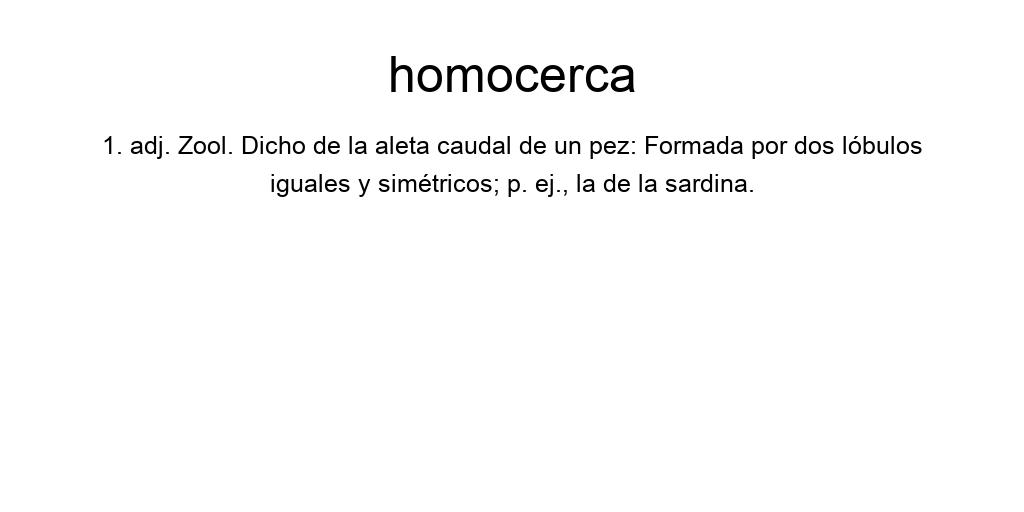 homocerca
1. adj. Zool. Dicho de la aleta caudal de un pez: Formada por dos lóbulos
iguales y simétricos; p. ej., la de la sardina.